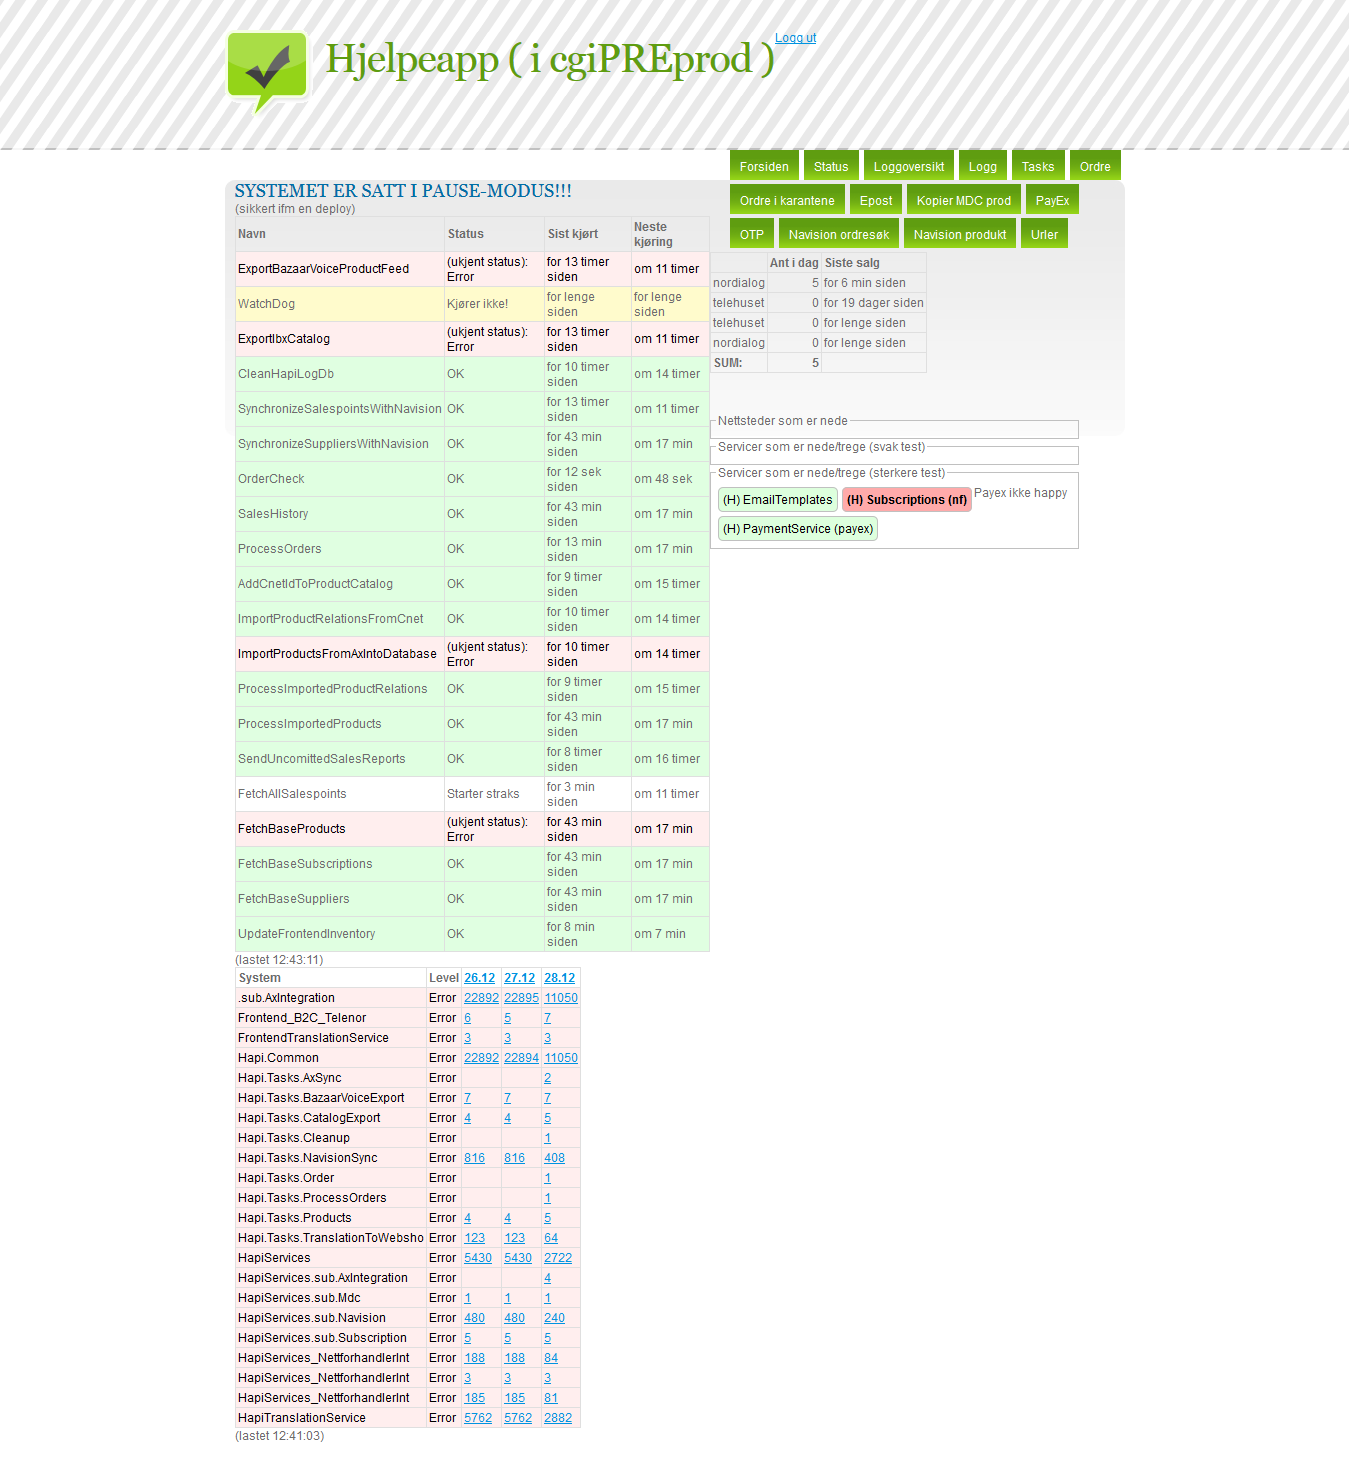 Hjelpeapp ( i cgiPREprod )
Logg ut
Forsiden Status Loggoversikt Logg Tasks Ordre
Ordre i karantene Epost Kopier MDC prod PayEx
OTP Navision ordresøk Navision produkt Urler
SYSTEMET ER SATT I PAUSE-MODUS!!!
(sikkert ifm en deploy)
Navn Status Sist kjørt Neste kjøring
ExportBazaarVoiceProductFeed (ukjent status): Error for 13 timer siden om 11 timer
WatchDog Kjører ikke! for lenge siden for lenge siden
ExportIbxCatalog (ukjent status): Error for 13 timer siden om 11 timer
CleanHapiLogDb OK for 10 timer siden om 14 timer
SynchronizeSalespointsWithNavision OK for 13 timer siden om 11 timer
SynchronizeSuppliersWithNavision OK for 43 min siden om 17 min
OrderCheck OK for 12 sek siden om 48 sek
SalesHistory OK for 43 min siden om 17 min
ProcessOrders OK for 13 min siden om 17 min
AddCnetIdToProductCatalog OK for 9 timer siden om 15 timer
ImportProductRelationsFromCnet OK for 10 timer siden om 14 timer
ImportProductsFromAxIntoDatabase (ukjent status): Error for 10 timer siden om 14 timer
ProcessImportedProductRelations OK for 9 timer siden om 15 timer
ProcessImportedProducts OK for 43 min siden om 17 min
SendUncomittedSalesReports OK for 8 timer siden om 16 timer
FetchAllSalespoints Starter straks for 3 min siden om 11 timer
FetchBaseProducts (ukjent status): Error for 43 min siden om 17 min
FetchBaseSubscriptions OK for 43 min siden om 17 min
FetchBaseSuppliers OK for 43 min siden om 17 min
UpdateFrontendInventory OK for 8 min siden om 7 min
(lastet 12:43:11)
Ant i dag Siste salg
nordialog 5 for 6 min siden
telehuset 0 for 19 dager siden
telehuset 0 for lenge siden
nordialog 0 for lenge siden
SUM: 5
Nettsteder som er nede
Servicer som er nede/trege (svak test)
Servicer som er nede/trege (sterkere test)
(H) EmailTemplates (H) Subscriptions (nf) Payex ikke happy
(H) PaymentService (payex)
System Level 26.12 27.12 28.12
.sub.AxIntegration Error 22892 22895 11050
Frontend_B2C_Telenor Error 6 5 7
FrontendTranslationService Error 3 3 3
Hapi.Common Error 22892 22894 11050
Hapi.Tasks.AxSync Error 2
Hapi.Tasks.BazaarVoiceExport Error 7 7 7
Hapi.Tasks.CatalogExport Error 4 4 5
Hapi.Tasks.Cleanup Error 1
Hapi.Tasks.NavisionSync Error 816 816 408
Hapi.Tasks.Order Error 1
Hapi.Tasks.ProcessOrders Error 1
Hapi.Tasks.Products Error 4 4 5
Hapi.Tasks.TranslationToWebsho Error 123 123 64
HapiServices Error 5430 5430 2722
HapiServices.sub.AxIntegration Error 4
HapiServices.sub.Mdc Error 1 1 1
HapiServices.sub.Navision Error 480 480 240
HapiServices.sub.Subscription Error 5 5 5
HapiServices_NettforhandlerInt Error 188 188 84
HapiServices_NettforhandlerInt Error 3 3 3
HapiServices_NettforhandlerInt Error 185 185 81
HapiTranslationService Error 5762 5762 2882
(lastet 12:41:03)